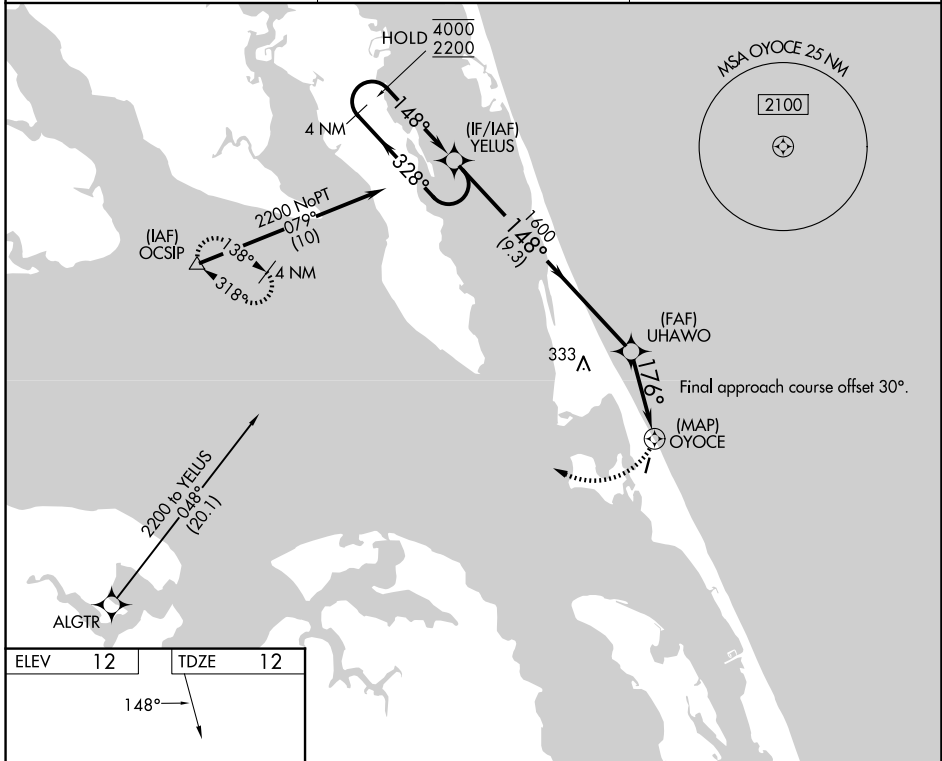 HOLD 4000
2200
MSA OYOCE 25 NM
2100
4 NM
148°
(IF/IAF)
YELUS
328°
2200 NoPT
079°
(10)
(IAF)
OCSIP
138°
4 NM
318°
1600
148°
(9.3)
(FAF)
UHAWO
333
176°
Final approach course offset 30°.
(MAP)
OYOCE
2200 to YELUS
048°
(20.1)
ALGTR
ELEV 12
TDZE 12
148°